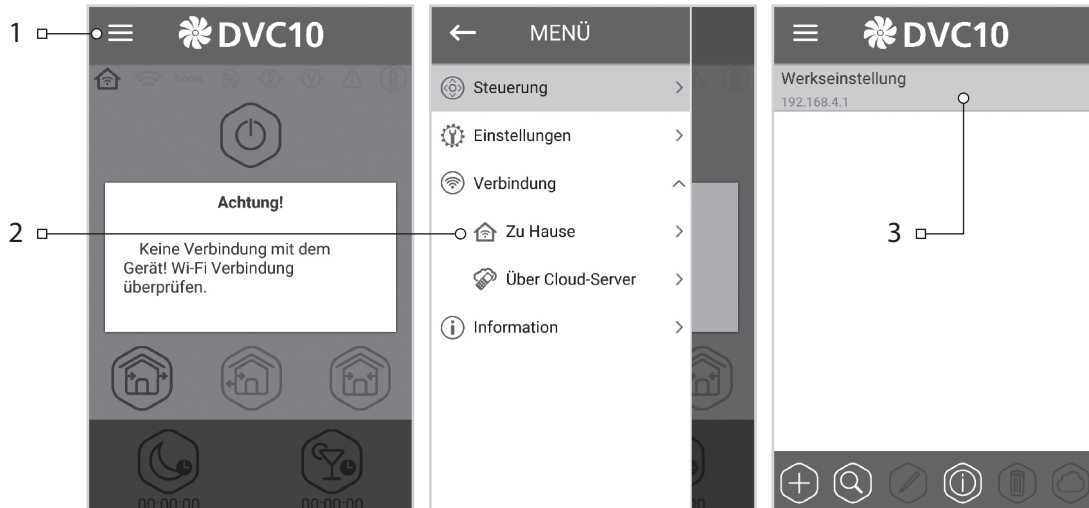 1
DVC10
boost
Achtung!
Keine Verbindung mit dem
Gerät! Wi-Fi Verbindung
überprüfen.
00:00:00
00:00:00
2
MENÜ
Steuerung
Einstellungen
Verbindung
Zu Hause
Über Cloud-Server
Information
DVC10
Werkseinstellung
192.168.4.1
3